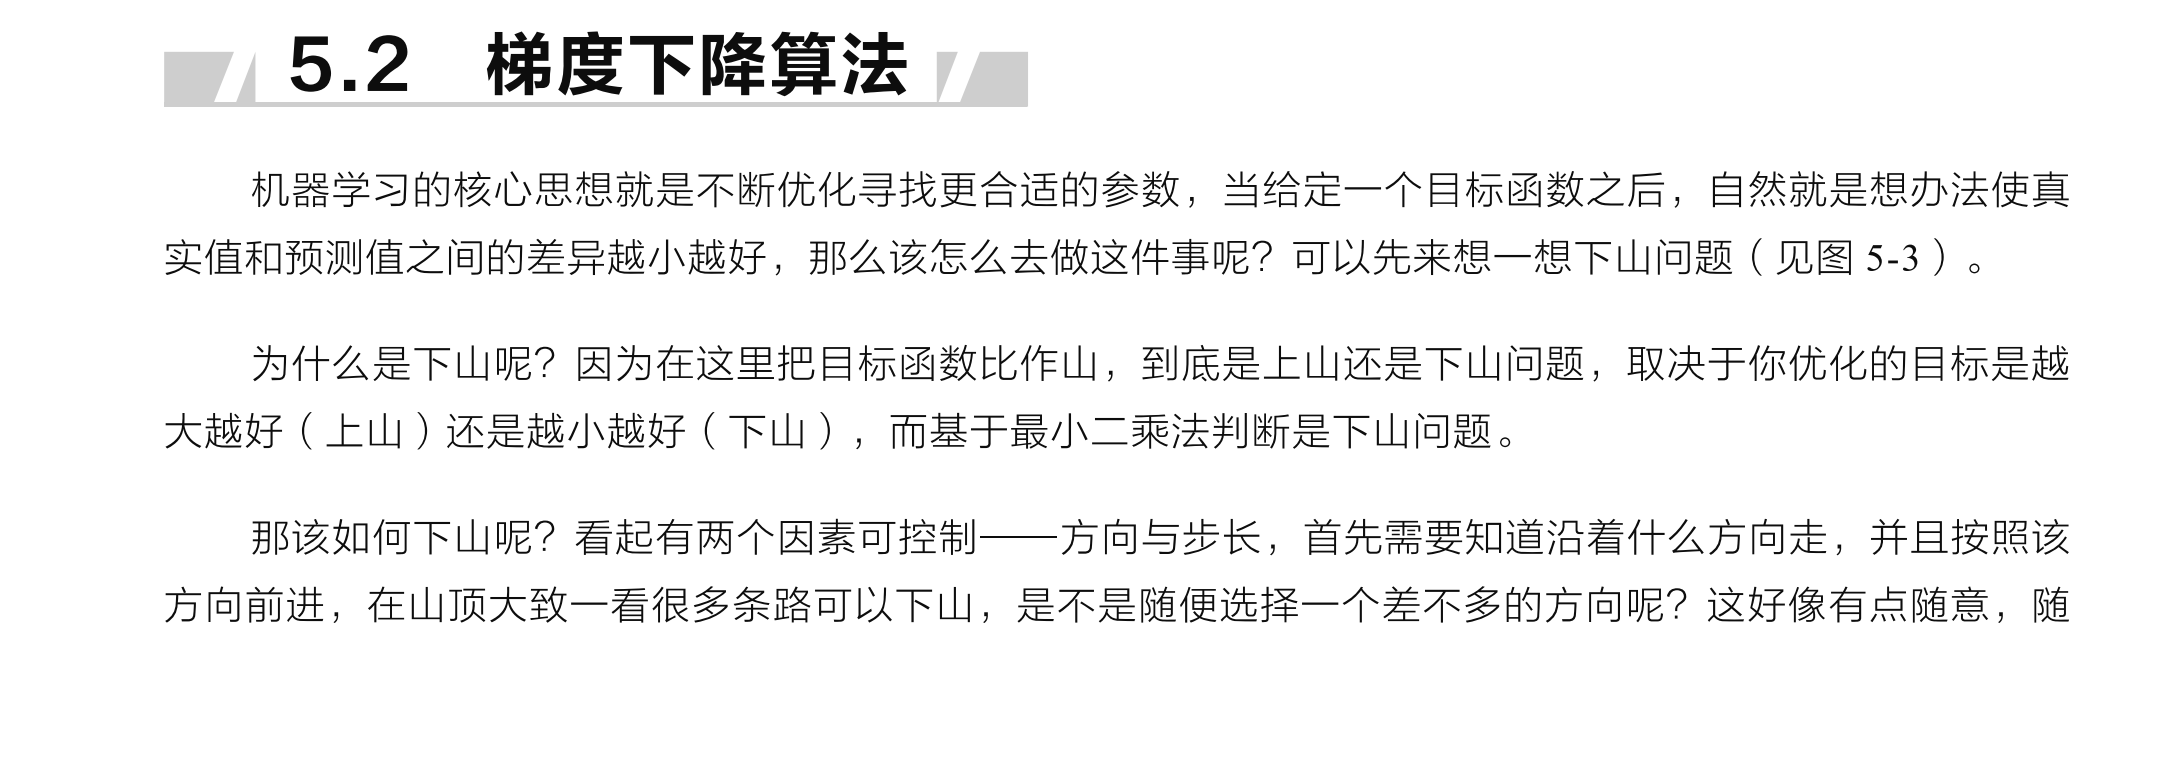 5.2 梯度下降算法
机器学习的核心思想就是不断优化寻找更合适的参数，当给定一个目标函数之后，自然就是想办法使真
实值和预测值之间的差异越小越好，那么该怎么去做这件事呢？可以先来想一想下山问题（见图 5-3）。
为什么是下山呢？因为在这里把目标函数比作山，到底是上山还是下山问题，取决于你优化的目标是越
大越好（上山）还是越小越好（下山），而基于最小二乘法判断是下山问题。
那该如何下山呢？看起有两个因素可控制——方向与步长，首先需要知道沿着什么方向走，并且按照该
方向前进，在山顶大致一看很多条路可以下山，是不是随便选择一个差不多的方向呢？这好像有点随意，随